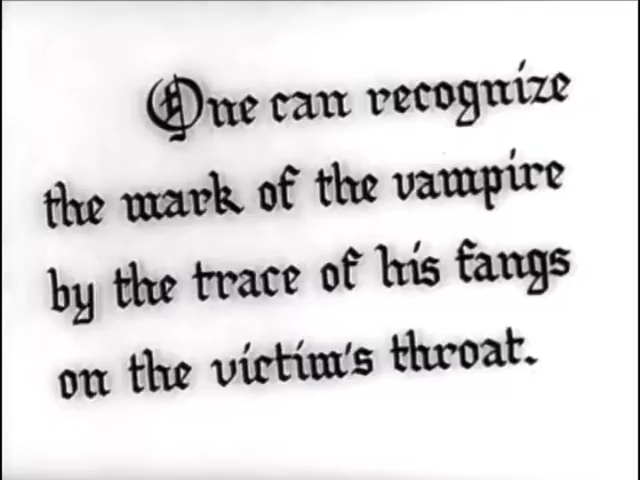 One can recognize
the mark of the vampire
by the trace of his fangs
on the victim's throat.